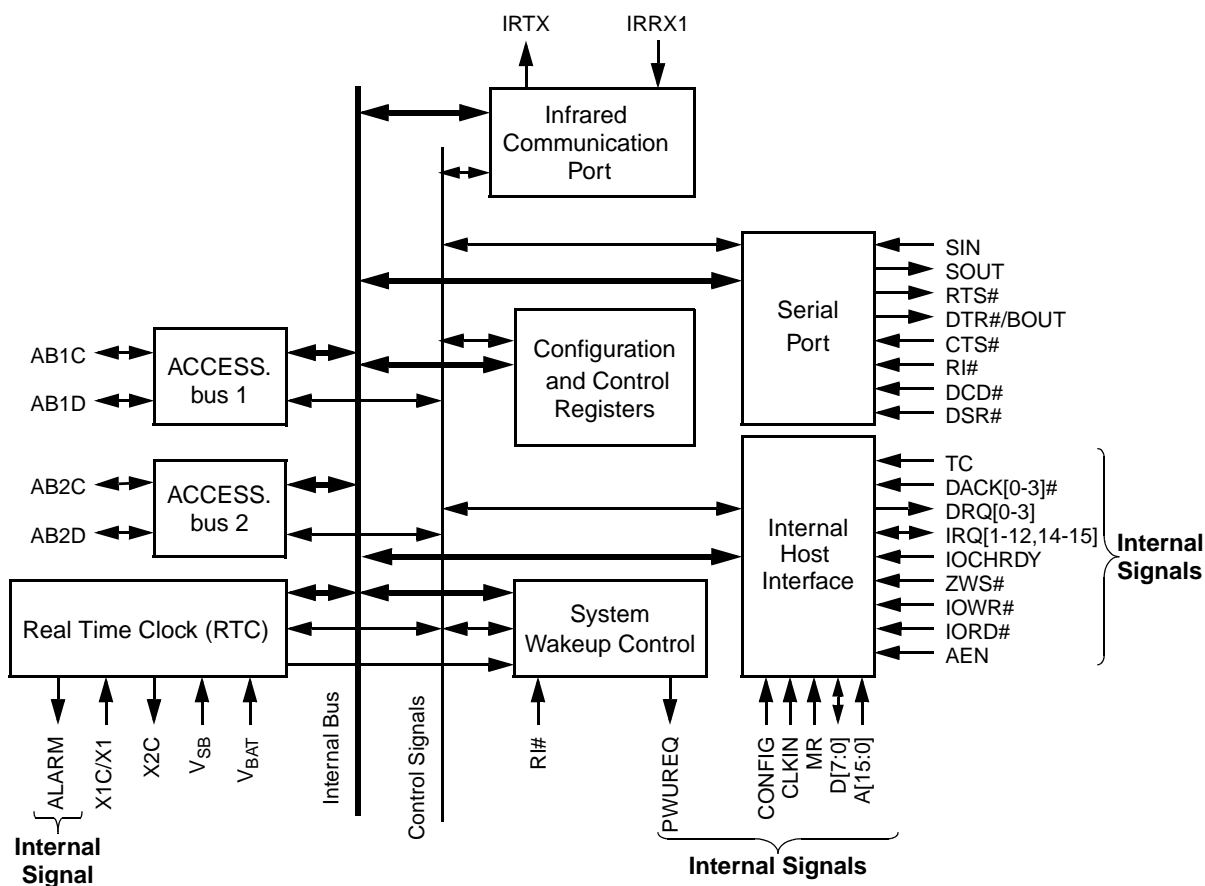 IRTX
IRRX1
Infrared
Communication
Port
SIN
SOUT
RTS#
DTR#/BOUT
CTS#
RI#
DCD#
DSR#
Serial
Port
Configuration
and Control
Registers
AB1C
AB1D
ACCESS.
bus 1
AB2C
AB2D
ACCESS.
bus 2
Internal
Host
Interface
TC
DACK[0-3]#
DRQ[0-3]
IRQ[1-12,14-15]
IOCHRDY
ZWS#
IOWR#
IORD#
AEN
Internal
Signals
Real Time Clock (RTC)
System
Wakeup Control
ALARM
X1C/X1
X2C
VSB
VBAT
Internal Bus
Control Signals
RI#
PWUREQ
CONFIG
CLKIN
MR
D[7:0]
A[15:0]
Internal
Signal
Internal Signals